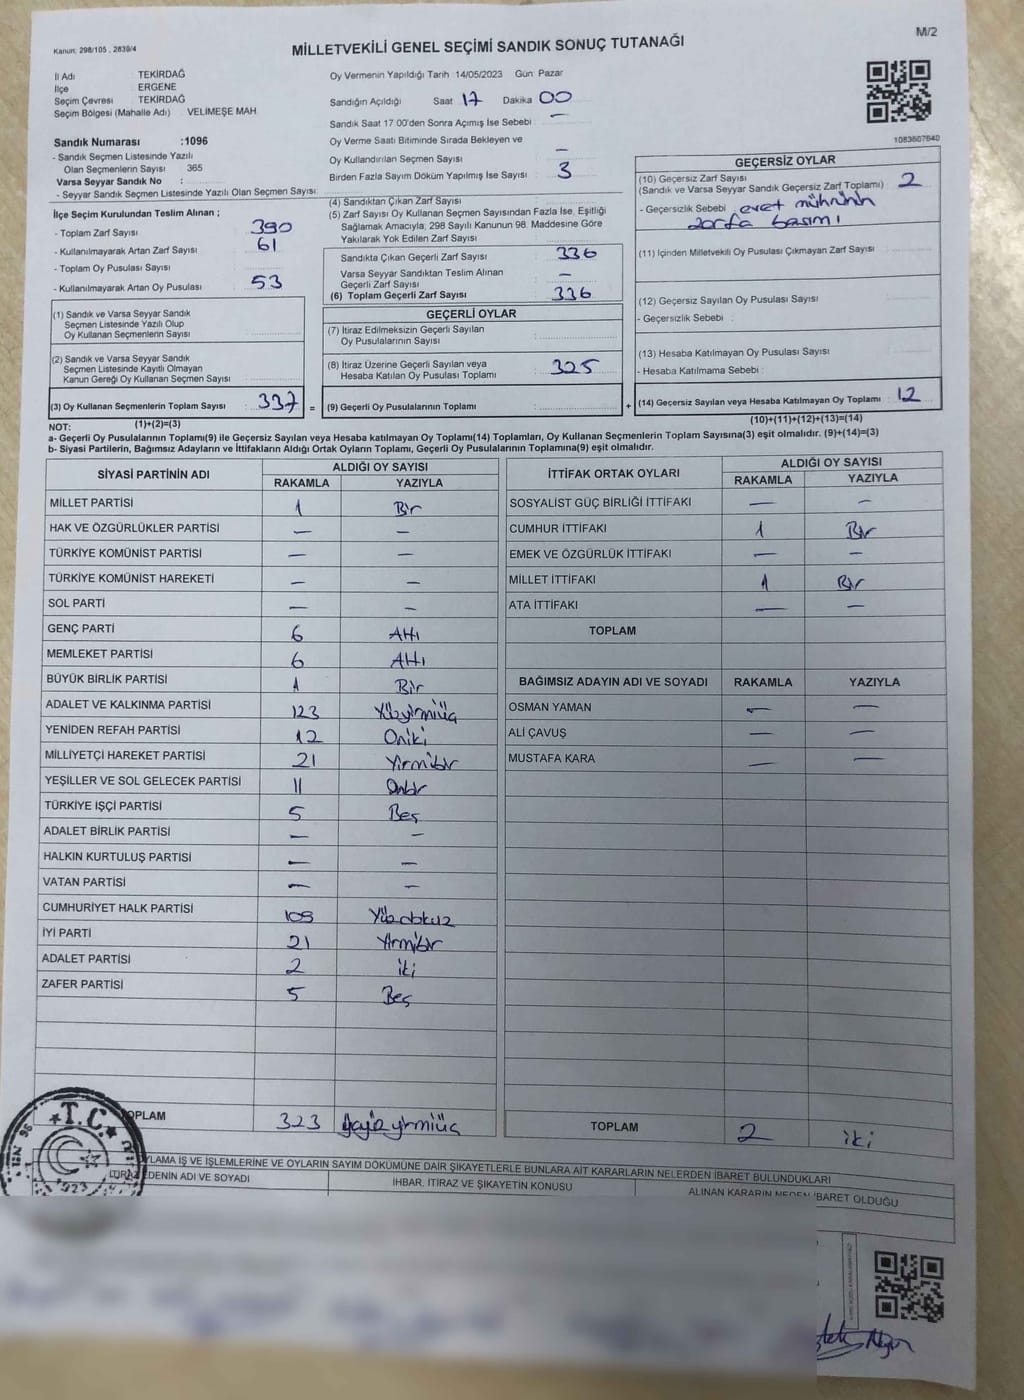 M/2
Kanun: 298/105 , 2839/4
MİLLETVEKİLİ GENEL SEÇİMİ SANDIK SONUÇ TUTANAĞI
İl Adı TEKİRDAĞ
İlçe ERGENE
Seçim Çevresi TEKİRDAĞ
Seçim Bölgesi (Mahalle Adı) VELİMEŞE MAH
Sandık Numarası :1096
- Sandık Seçmen Listesinde Yazılı
Olan Seçmenlerin Sayısı 365
Varsa Seyyar Sandık No :
- Seyyar Sandık Seçmen Listesinde Yazılı Olan Seçmen Sayısı:
Oy Vermenin Yapıldığı Tarih 14/05/2023 Gün Pazar
Sandığın Açıldığı Saat 17 Dakika 00
Sandık Saat 17 00'den Sonra Açımış İse Sebebi : —
Oy Verme Saati Bitiminde Sırada Bekleyen ve
Oy Kullandırılan Seçmen Sayısı : —
Birden Fazla Sayım Döküm Yapılmış İse Sayısı : 3
1083607640
İlçe Seçim Kurulundan Teslim Alınan ;
- Toplam Zarf Sayısı : 390
- Kullanılmayarak Artan Zarf Sayısı : 61
- Toplam Oy Pusulası Sayısı :
- Kullanılmayarak Artan Oy Pusulası : 53
(1) Sandık ve Varsa Seyyar Sandık
Seçmen Listesinde Yazılı Olup
Oy Kullanan Seçmenlerin Sayısı :
(2) Sandık ve Varsa Seyyar Sandık
Seçmen Listesinde Kayıtlı Olmayan
Kanun Gereği Oy Kullanan Seçmen Sayısı :
(3) Oy Kullanan Seçmenlerin Toplam Sayısı : 337 =
(1)+(2)=(3)
(4) Sandıktan Çıkan Zarf Sayısı :
(5) Zarf Sayısı Oy Kullanan Seçmen Sayısından Fazla İse, Eşitliği
Sağlamak Amacıyla, 298 Sayılı Kanunun 98. Maddesine Göre
Yakılarak Yok Edilen Zarf Sayısı :
Sandıkta Çıkan Geçerli Zarf Sayısı : 336
Varsa Seyyar Sandıktan Teslim Alınan
Geçerli Zarf Sayısı : —
(6) Toplam Geçerli Zarf Sayısı : 336
GEÇERLİ OYLAR
(7) İtiraz Edilmeksizin Geçerli Sayılan
Oy Pusulalarının Sayısı :
(8) İtiraz Üzerine Geçerli Sayılan veya
Hesaba Katılan Oy Pusulası Toplamı : 325
(9) Geçerli Oy Pusulalarının Toplamı : +
GEÇERSİZ OYLAR
(10) Geçersiz Zarf Sayısı
(Sandık ve Varsa Seyyar Sandık Geçersiz Zarf Toplamı) : 2
- Geçersizlik Sebebi : evet mührünün
zarfa basımı
(11) İçinden Milletvekili Oy Pusulası Çıkmayan Zarf Sayısı :
(12) Geçersiz Sayılan Oy Pusulası Sayısı :
- Geçersizlik Sebebi :
(13) Hesaba Katılmayan Oy Pusulası Sayısı :
- Hesaba Katılmama Sebebi :
(14) Geçersiz Sayılan veya Hesaba Katılmayan Oy Toplamı : 12
(10)+(11)+(12)+(13)=(14)
NOT:
a- Geçerli Oy Pusulalarının Toplamı(9) ile Geçersiz Sayılan veya Hesaba katılmayan Oy Toplamı(14) Toplamları, Oy Kullanan Seçmenlerin Toplam Sayısına(3) eşit olmalıdır. (9)+(14)=(3)
b- Siyasi Partilerin, Bağımsız Adayların ve İttifakların Aldığı Ortak Oyların Toplamı, Geçerli Oy Pusulalarının Toplamına(9) eşit olmalıdır.
SİYASİ PARTİNİN ADI ALDIĞI OY SAYISI
RAKAMLA YAZIYLA
MİLLET PARTİSİ 1 Bir
HAK VE ÖZGÜRLÜKLER PARTİSİ — —
TÜRKİYE KOMÜNİST PARTİSİ — —
TÜRKİYE KOMÜNİST HAREKETİ — —
SOL PARTİ — —
GENÇ PARTİ 6 Altı
MEMLEKET PARTİSİ 6 Altı
BÜYÜK BİRLİK PARTİSİ 1 Bir
ADALET VE KALKINMA PARTİSİ 123 Yüzyirmiüç
YENİDEN REFAH PARTİSİ 12 Oniki
MİLLİYETÇİ HAREKET PARTİSİ 21 Yirmibir
YEŞİLLER VE SOL GELECEK PARTİSİ 11 Onbir
TÜRKİYE İŞÇİ PARTİSİ 5 Beş
ADALET BİRLİK PARTİSİ — —
HALKIN KURTULUŞ PARTİSİ — —
VATAN PARTİSİ — —
CUMHURİYET HALK PARTİSİ 109 Yüzdokuz
İYİ PARTİ 21 Yirmibir
ADALET PARTİSİ 2 iki
ZAFER PARTİSİ 5 Beş
TOPLAM 323 üçyüzyirmiüç
İTTİFAK ORTAK OYLARI ALDIĞI OY SAYISI
RAKAMLA YAZIYLA
SOSYALİST GÜÇ BİRLİĞİ İTTİFAKI — —
CUMHUR İTTİFAKI 1 Bir
EMEK VE ÖZGÜRLÜK İTTİFAKI — —
MİLLET İTTİFAKI 1 Bir
ATA İTTİFAKI — —
TOPLAM
BAĞIMSIZ ADAYIN ADI VE SOYADI RAKAMLA YAZIYLA
OSMAN YAMAN — —
ALİ ÇAVUŞ — —
MUSTAFA KARA — —
TOPLAM 2 iki
T.C.
1923
YLAMA İŞ VE İŞLEMLERİNE VE OYLARIN SAYIM DÖKÜMÜNE DAİR ŞİKAYETLERLE BUNLARA AİT KARARLARIN NELERDEN İBARET BULUNDUKLARI
İTİRAZ EDENİN ADI VE SOYADI İHBAR, İTİRAZ VE ŞİKAYETİN KONUSU ALINAN KARARIN NEDEN İBARET OLDUĞU